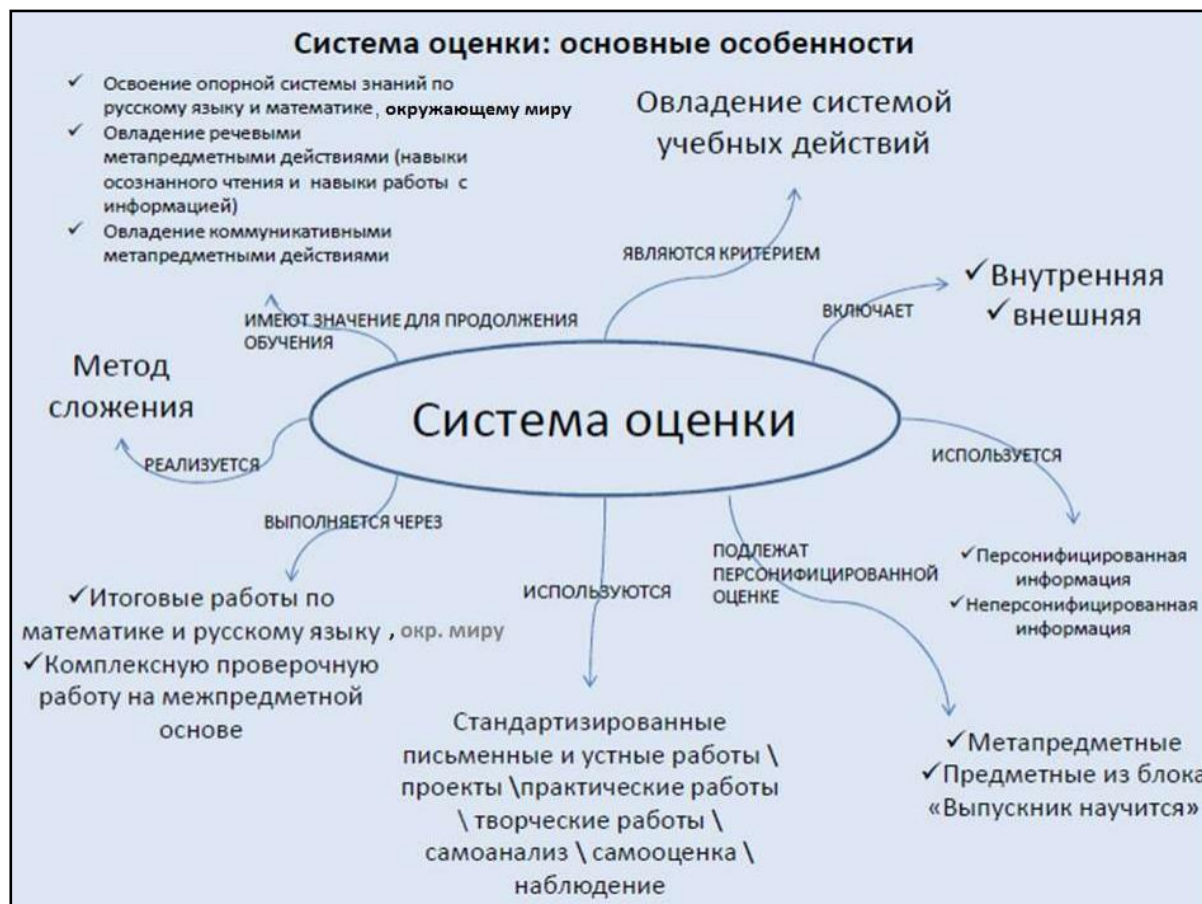 Система оценки: основные особенности
✓ Освоение опорной системы знаний по
русскому языку и математике, окружающему миру
✓ Овладение речевыми
метапредметными действиями (навыки
осознанного чтения и навыки работы с
информацией)
✓ Овладение коммуникативными
метапредметными действиями
Овладение системой
учебных действий
ЯВЛЯЮТСЯ КРИТЕРИЕМ
✓Внутренняя
✓внешняя
ВКЛЮЧАЕТ
ИМЕЮТ ЗНАЧЕНИЕ ДЛЯ ПРОДОЛЖЕНИЯ
ОБУЧЕНИЯ
Метод
сложения
Система оценки
РЕАЛИЗУЕТСЯ
ИСПОЛЬЗУЕТСЯ
ВЫПОЛНЯЕТСЯ ЧЕРЕЗ
ПОДЛЕЖАТ
ПЕРСОНИФИЦИРОВАННОЙ
ОЦЕНКЕ
ИСПОЛЬЗУЮТСЯ
✓Персонифицированная
информация
✓Неперсонифицированная
информация
✓Итоговые работы по
математике и русскому языку , окр. миру
✓Комплексную проверочную
работу на межпредметной
основе
Стандартизированные
письменные и устные работы \
проекты \практические работы
\ творческие работы \
самоанализ \ самооценка \
наблюдение
✓Метапредметные
✓Предметные из блока
«Выпускник научится»